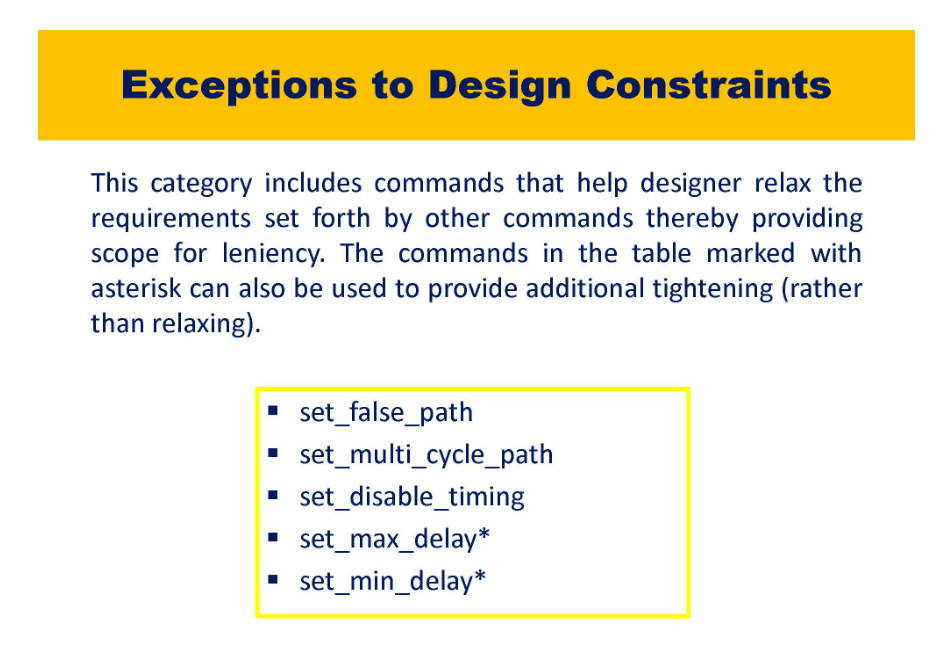 Exceptions to Design Constraints
This category includes commands that help designer relax the
requirements set forth by other commands thereby providing
scope for leniency. The commands in the table marked with
asterisk can also be used to provide additional tightening (rather
than relaxing).
▪ set_false_path
▪ set_multi_cycle_path
▪ set_disable_timing
▪ set_max_delay*
▪ set_min_delay*